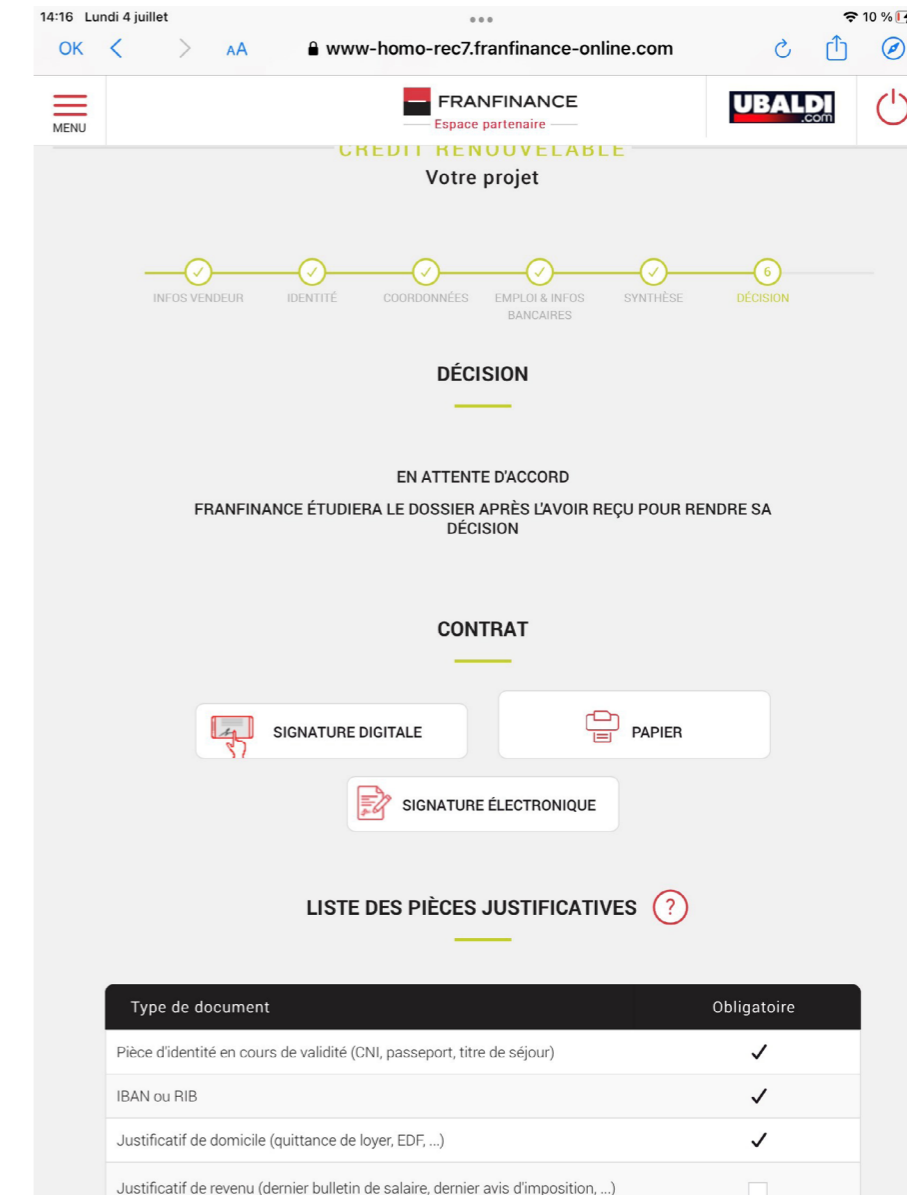 14:16 Lundi 4 juillet
10 %
OK
AA
www-homo-rec7.franfinance-online.com
MENU
FRANFINANCE
Espace partenaire
UBALDI
.com
CRÉDIT RENOUVELABLE
Votre projet
6
INFOS VENDEUR
IDENTITÉ
COORDONNÉES
EMPLOI & INFOS
BANCAIRES
SYNTHÈSE
DÉCISION
DÉCISION
EN ATTENTE D'ACCORD
FRANFINANCE ÉTUDIERA LE DOSSIER APRÈS L'AVOIR REÇU POUR RENDRE SA
DÉCISION
CONTRAT
SIGNATURE DIGITALE
PAPIER
SIGNATURE ÉLECTRONIQUE
LISTE DES PIÈCES JUSTIFICATIVES ?
Type de document
Obligatoire
Pièce d'identité en cours de validité (CNI, passeport, titre de séjour)
IBAN ou RIB
Justificatif de domicile (quittance de loyer, EDF, ...)
Justificatif de revenu (dernier bulletin de salaire, dernier avis d'imposition, ...)